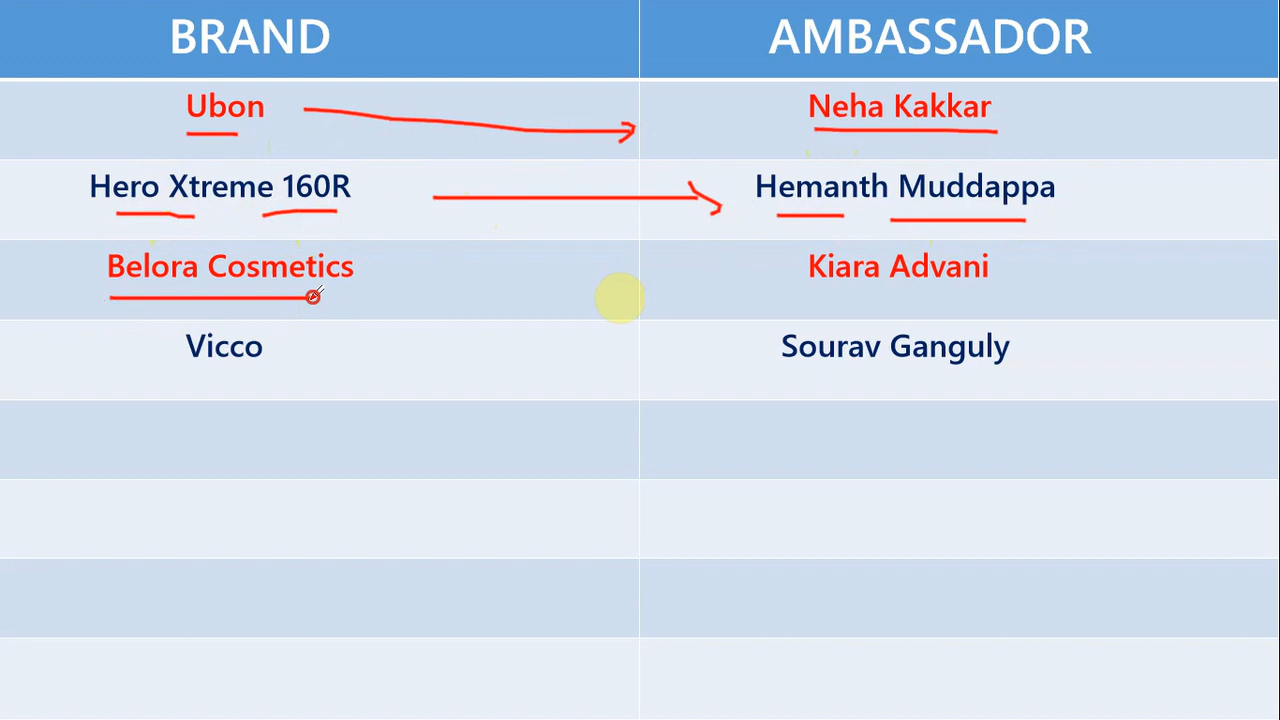 BRAND AMBASSADOR
Ubon Neha Kakkar
Hero Xtreme 160R Hemanth Muddappa
Belora Cosmetics Kiara Advani
Vicco Sourav Ganguly